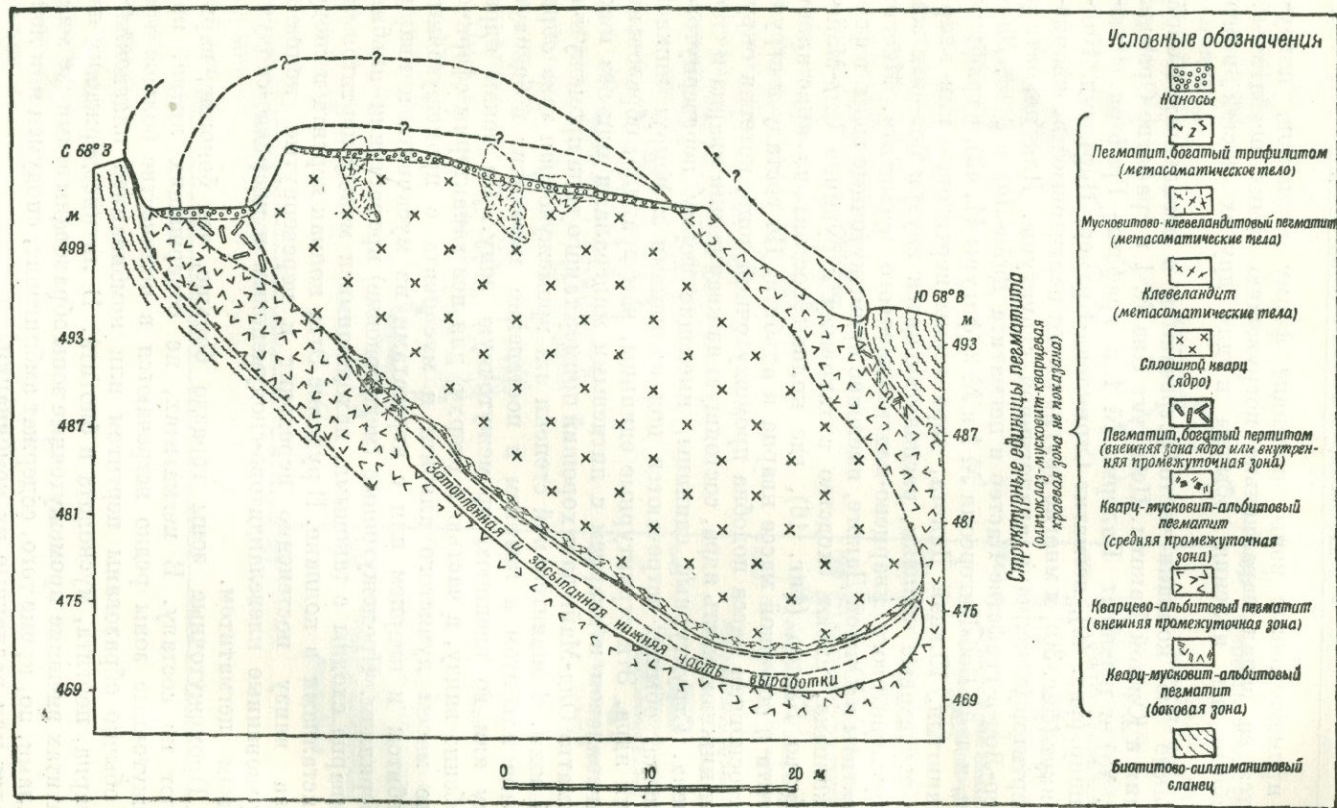 Условные обозначения
Наносы
Пегматит, богатый трифилитом
(метасоматическое тело)
Мусковитово-клевеландитовый пегматит
(метасоматические тела)
Клевеландит
(метасоматические тела)
Сплошной кварц
(ядро)
Пегматит, богатый пертитом
(внешняя зона ядра или внутрен-
няя промежуточная зона)
Кварц-мусковит-альбитовый
пегматит
(средняя промежуточная
зона)
Кварцево-альбитовый пегматит
(внешняя промежуточная зона)
Кварц-мусковит-альбитовый
пегматит
(боковая зона)
Биотитово-силлиманитовый
сланец
Структурные единицы пегматита
(олигоклаз-мусковит-кварцевая
краевая зона не показана)
С 68° З
м
499
493
487
481
475
469
?
?
?
?
?
?
Ю 68° В
м
493
487
481
475
469
Затопленная и засыпанная нижняя часть выработки
0 10 20 м